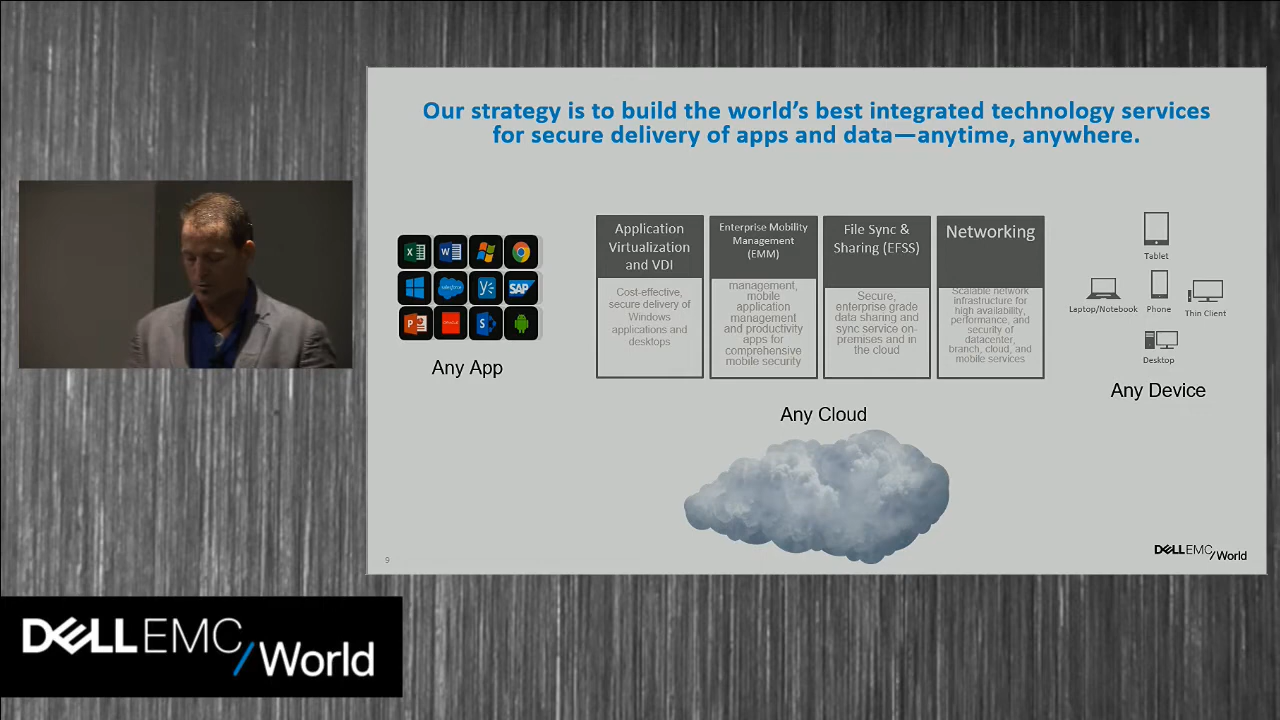 Our strategy is to build the world's best integrated technology services
for secure delivery of apps and data—anytime, anywhere.
SAP
salesforce
ORACLE
Any App
Application
Virtualization
and VDI
Cost-effective,
secure delivery of
Windows
applications and
desktops
Enterprise Mobility
Management
(EMM)
management,
mobile
application
management
and productivity
apps for
comprehensive
mobile security
File Sync &
Sharing (EFSS)
Secure,
enterprise grade
data sharing and
sync service on-
premises and in
the cloud
Networking
Scalable network
infrastructure for
high availability,
performance, and
security of
datacenter,
branch, cloud, and
mobile services
Tablet
Laptop/Notebook
Phone
Thin Client
Desktop
Any Device
Any Cloud
9
DELLEMC/World
DELLEMC
/World